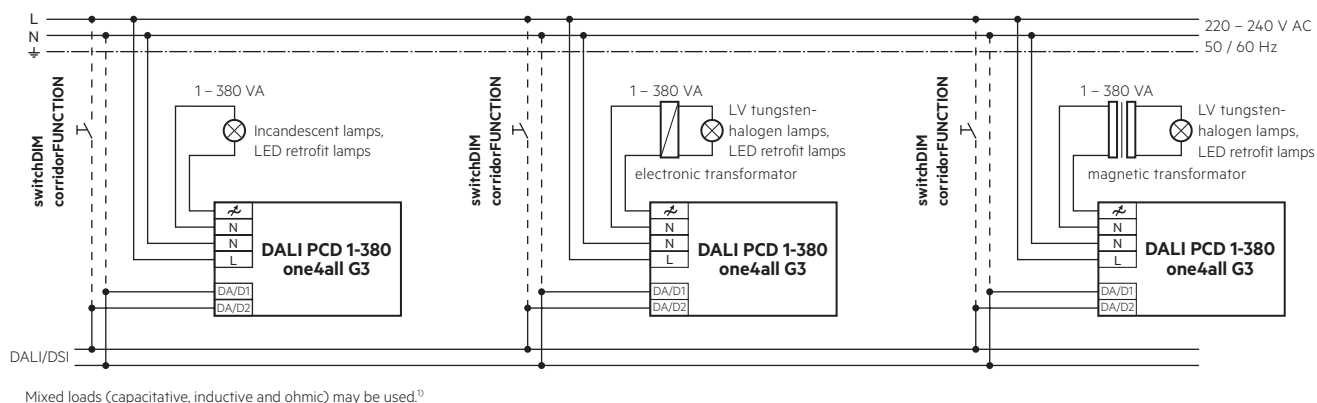 L
N
220 – 240 V AC
50 / 60 Hz
switchDIM
corridorFUNCTION
1 – 380 VA
Incandescent lamps,
LED retrofit lamps
N
N
L
DA/D1
DA/D2
DALI PCD 1-380
one4all G3
switchDIM
corridorFUNCTION
1 – 380 VA
LV tungsten-
halogen lamps,
LED retrofit lamps
electronic transformator
N
N
L
DA/D1
DA/D2
DALI PCD 1-380
one4all G3
switchDIM
corridorFUNCTION
1 – 380 VA
LV tungsten-
halogen lamps,
LED retrofit lamps
magnetic transformator
N
N
L
DA/D1
DA/D2
DALI PCD 1-380
one4all G3
DALI/DSI
Mixed loads (capacitative, inductive and ohmic) may be used.¹⁾